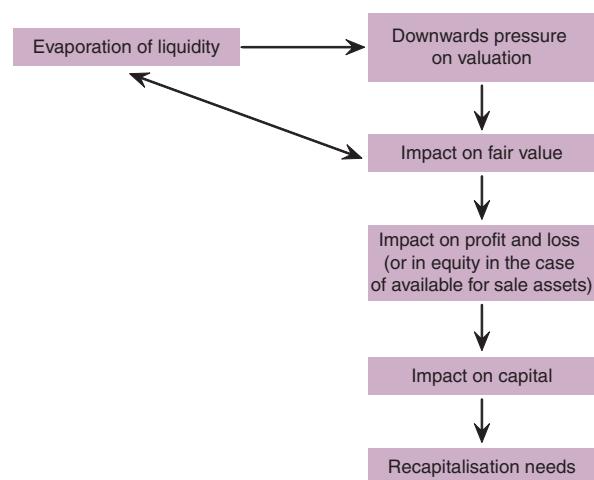 Evaporation of liquidity
Downwards pressure
on valuation
Impact on fair value
Impact on profit and loss
(or in equity in the case
of available for sale assets)
Impact on capital
Recapitalisation needs